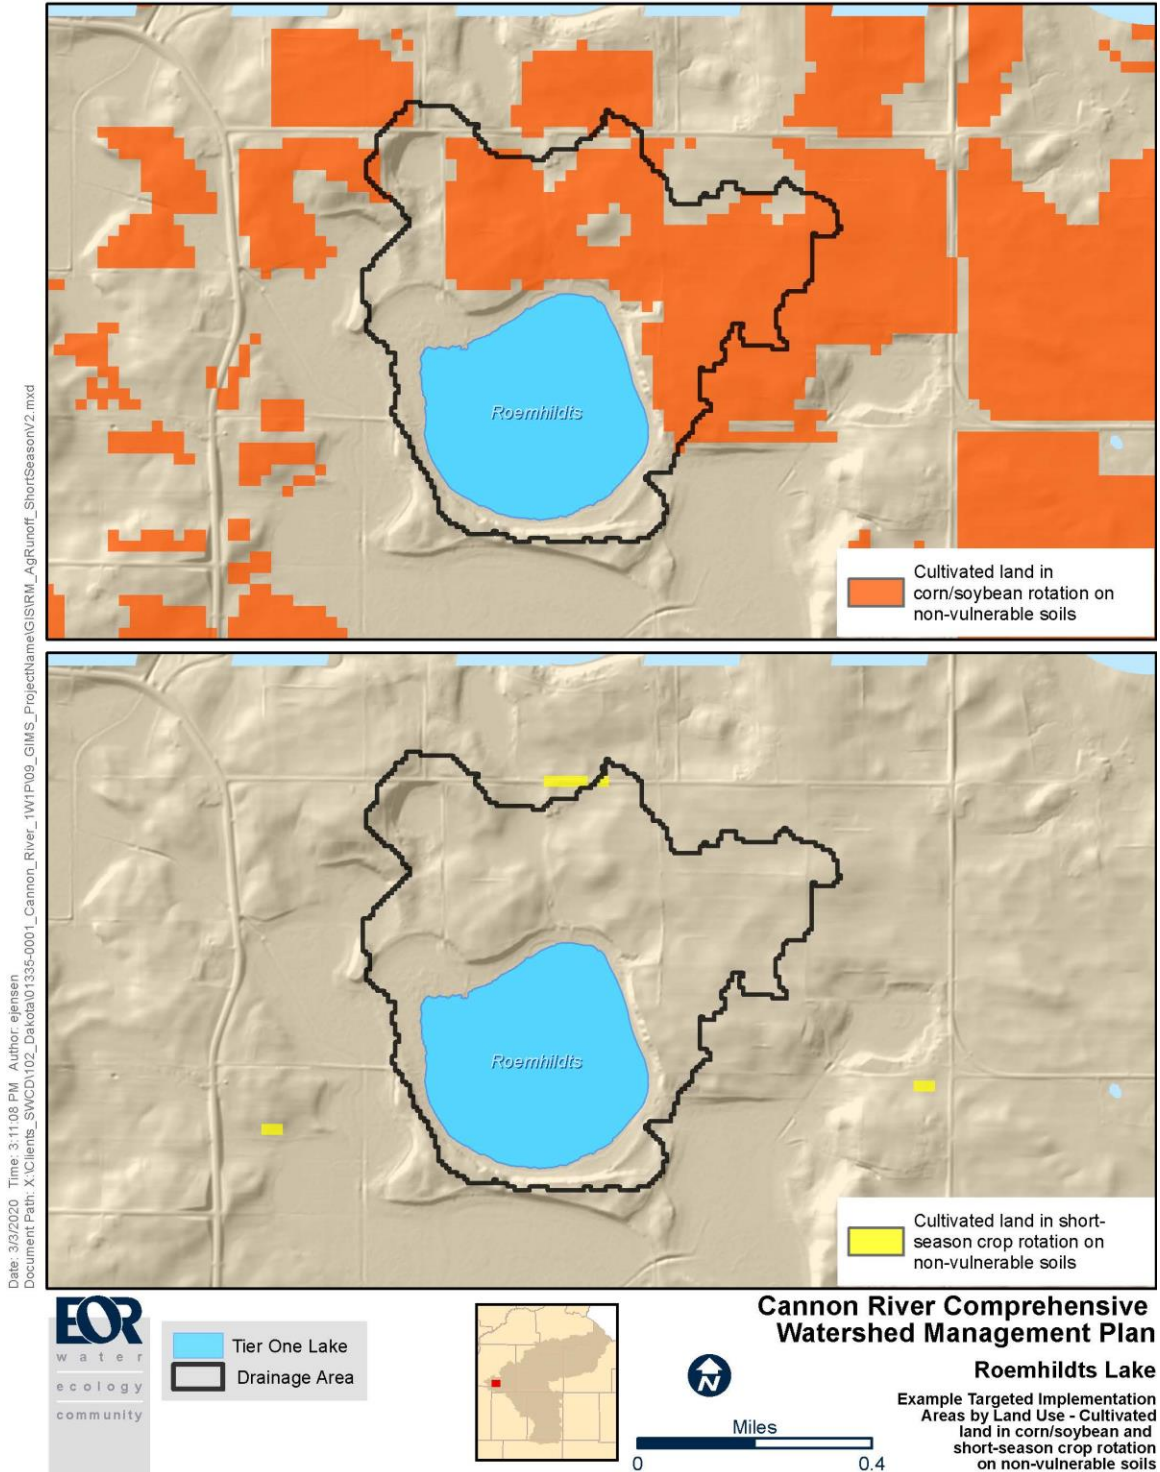 Roemhildts
Cultivated land in
corn/soybean rotation on
non-vulnerable soils
Roemhildts
Cultivated land in short-
season crop rotation on
non-vulnerable soils
Date: 3/3/2020 Time: 3:11:08 PM Author: ejensen
Document Path: X:\Clients_SWCD\102_Dakota\01335-0001_Cannon_River_1W1P\09_GIMS_ProjectName\GIS\RM_AgRunoff_ShortSeasonV2.mxd
EOR
water
ecology
community
Tier One Lake
Drainage Area
N
Miles
0 0.4
Cannon River Comprehensive
Watershed Management Plan
Roemhildts Lake
Example Targeted Implementation
Areas by Land Use - Cultivated
land in corn/soybean and
short-season crop rotation
on non-vulnerable soils